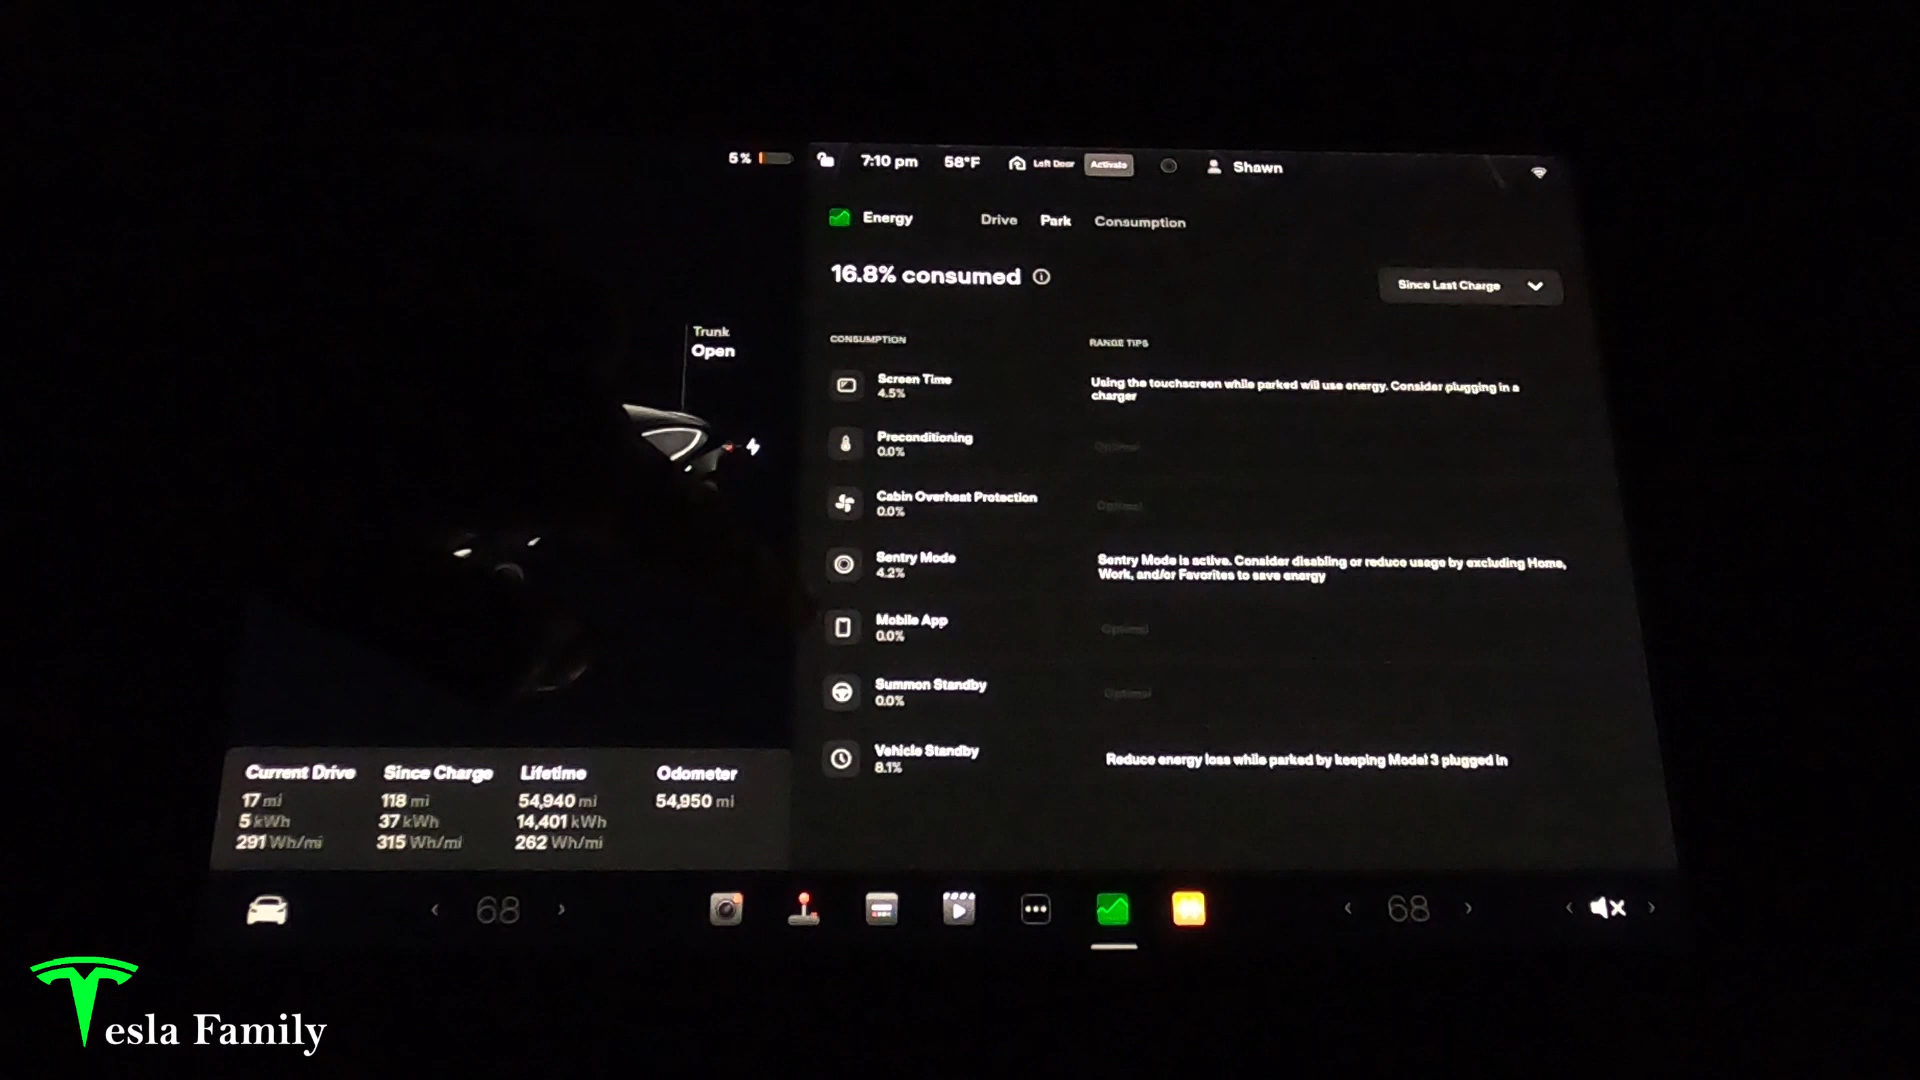 5%
7:10 pm
58°F
Left Door
Activate
Shawn
Energy
Drive
Park
Consumption
16.8% consumed
Since Last Charge
Trunk
Open
CONSUMPTION
RANGE TIPS
Screen Time
4.5%
Using the touchscreen while parked will use energy. Consider plugging in a
charger
Preconditioning
0.0%
Optimal
Cabin Overheat Protection
0.0%
Optimal
Sentry Mode
4.2%
Sentry Mode is active. Consider disabling or reduce usage by excluding Home,
Work, and/or Favorites to save energy
Mobile App
0.0%
Optimal
Summon Standby
0.0%
Optimal
Vehicle Standby
8.1%
Reduce energy loss while parked by keeping Model 3 plugged in
Current Drive
17 mi
5 kWh
291 Wh/mi
Since Charge
118 mi
37 kWh
315 Wh/mi
Lifetime
54,940 mi
14,401 kWh
262 Wh/mi
Odometer
54,950 mi
68
68
Tesla Family